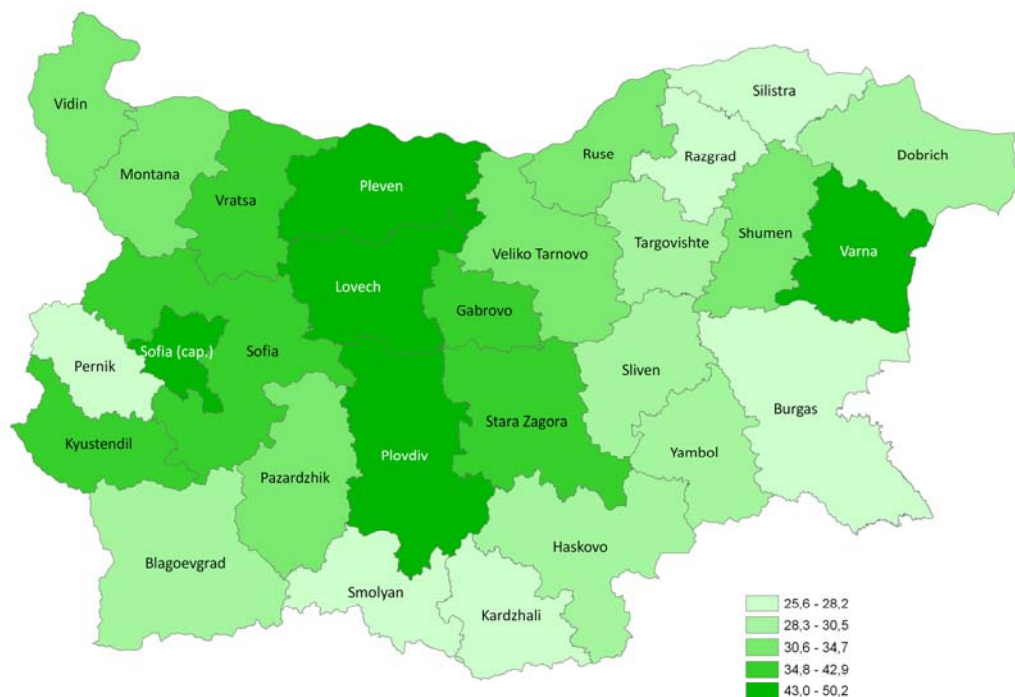 Vidin
Montana
Vratsa
Pleven
Ruse
Silistra
Razgrad
Dobrich
Veliko Tarnovo
Targovishte
Shumen
Varna
Lovech
Gabrovo
Pernik
Sofia (cap.)
Sofia
Sliven
Burgas
Kyustendil
Stara Zagora
Plovdiv
Yambol
Pazardzhik
Blagoevgrad
Haskovo
Smolyan
Kardzhali
25,6 - 28,2
28,3 - 30,5
30,6 - 34,7
34,8 - 42,9
43,0 - 50,2